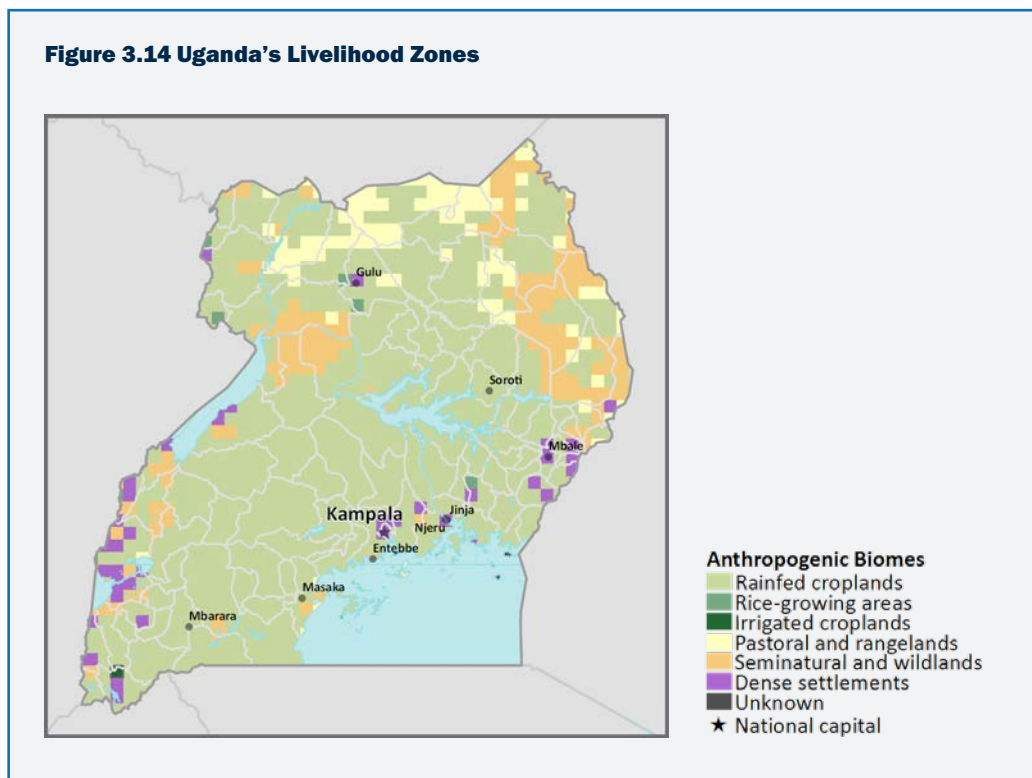 Figure 3.14 Uganda's Livelihood Zones
Gulu
Soroti
Mbale
Kampala
Jinja
Njeru
Entebbe
Masaka
Mbarara
Anthropogenic Biomes
Rainfed croplands
Rice-growing areas
Irrigated croplands
Pastoral and rangelands
Seminatural and wildlands
Dense settlements
Unknown
National capital